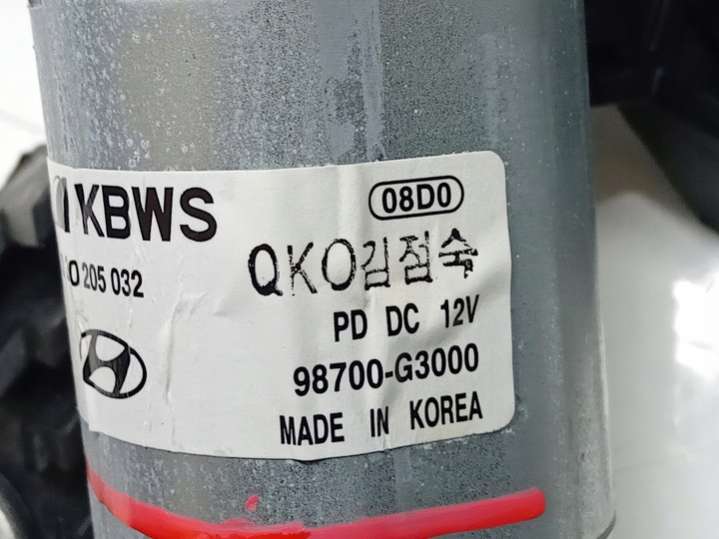 KBWS
08D0
205 032
QKO김점숙
PD DC 12V
98700-G3000
MADE IN KOREA